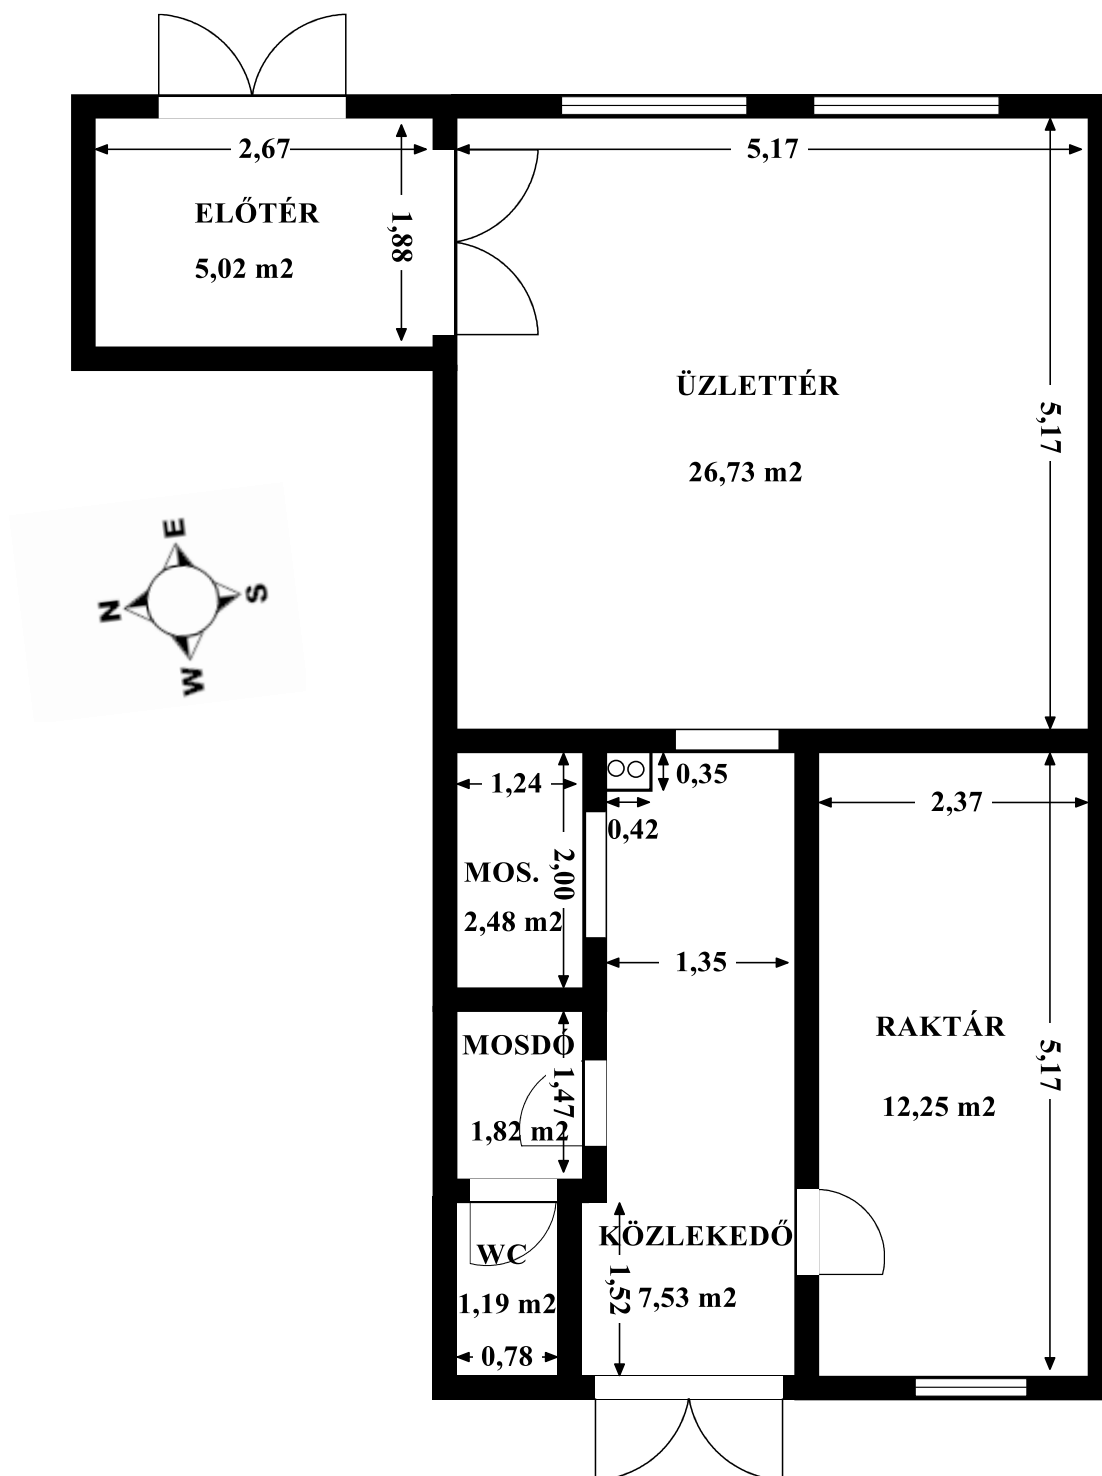 2,67
5,17
ELŐTÉR
1,88
5,02 m2
ÜZLETTÉR
5,17
26,73 m2
E
N
S
W
1,24
0,35
2,37
0,42
MOS.
2,00
2,48 m2
1,35
RAKTÁR
MOSDÓ
5,17
1,47
12,25 m2
1,82 m2
KÖZLEKEDŐ
WC
1,52
7,53 m2
1,19 m2
0,78